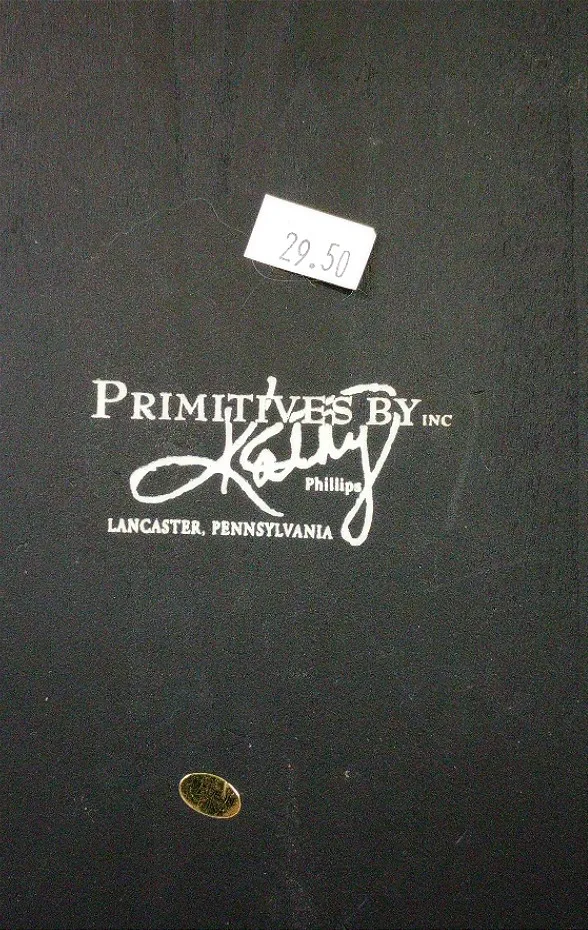 29.50
PRIMITIVES BY INC
Kathy
Phillips
LANCASTER, PENNSYLVANIA